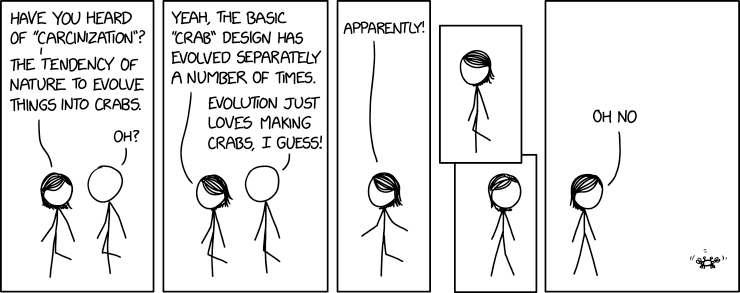 HAVE YOU HEARD
OF "CARCINIZATION"?
THE TENDENCY OF
NATURE TO EVOLVE
THINGS INTO CRABS.
OH?
YEAH, THE BASIC
"CRAB" DESIGN HAS
EVOLVED SEPARATELY
A NUMBER OF TIMES.
EVOLUTION JUST
LOVES MAKING
CRABS, I GUESS!
APPARENTLY!
OH NO